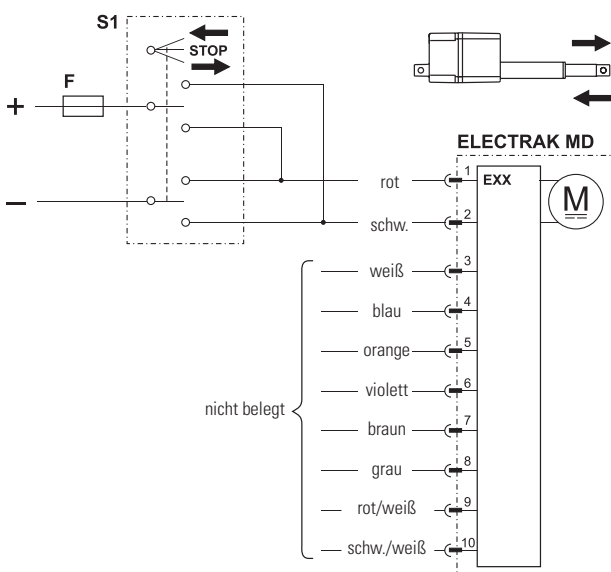 S1
STOP
F
+
–
ELECTRAK MD
EXX
M
rot 1
schw. 2
weiß 3
blau 4
orange 5
violett 6
nicht belegt
braun 7
grau 8
rot/weiß 9
schw./weiß 10